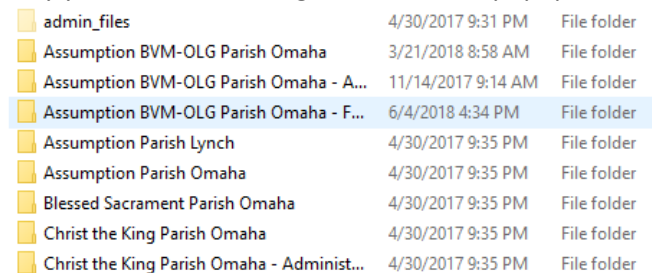 admin_files 4/30/2017 9:31 PM File folder
Assumption BVM-OLG Parish Omaha 3/21/2018 8:58 AM File folder
Assumption BVM-OLG Parish Omaha - A... 11/14/2017 9:14 AM File folder
Assumption BVM-OLG Parish Omaha - F... 6/4/2018 4:34 PM File folder
Assumption Parish Lynch 4/30/2017 9:35 PM File folder
Assumption Parish Omaha 4/30/2017 9:35 PM File folder
Blessed Sacrament Parish Omaha 4/30/2017 9:35 PM File folder
Christ the King Parish Omaha 4/30/2017 9:35 PM File folder
Christ the King Parish Omaha - Administ... 4/30/2017 9:35 PM File folder